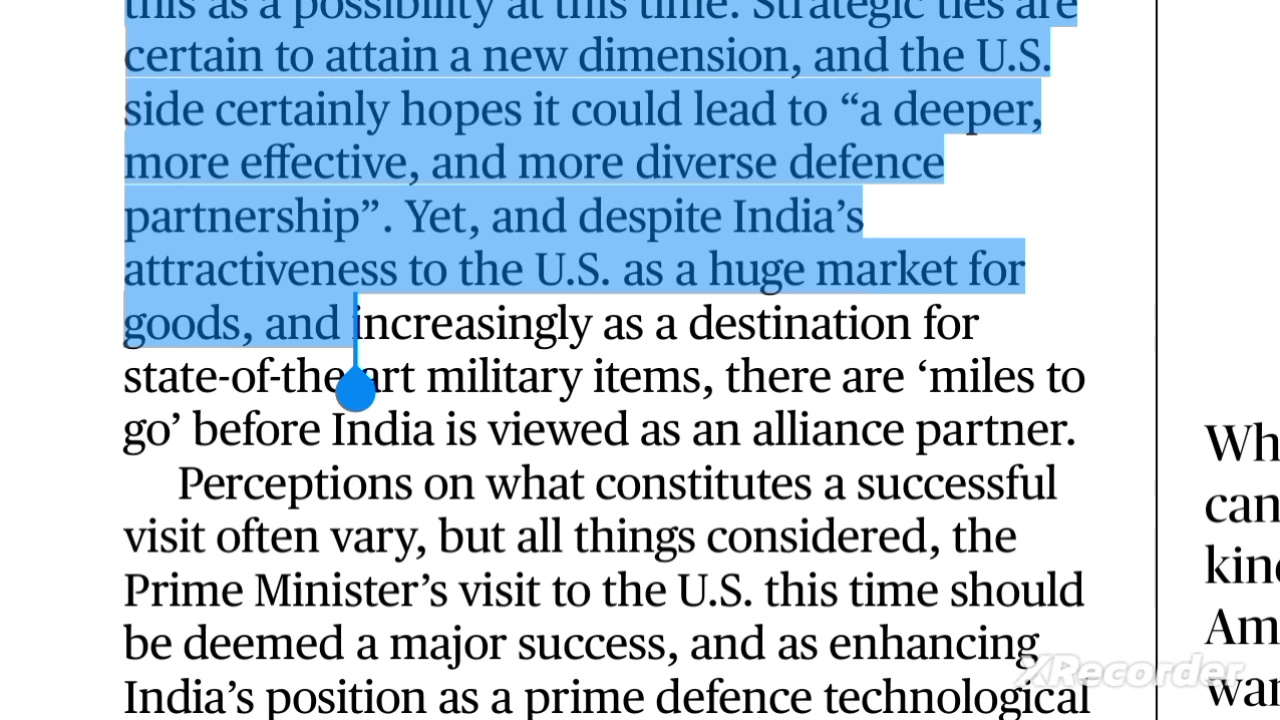 this as a possibility at this time. Strategic ties are
certain to attain a new dimension, and the U.S.
side certainly hopes it could lead to “a deeper,
more effective, and more diverse defence
partnership”. Yet, and despite India’s
attractiveness to the U.S. as a huge market for
goods, and increasingly as a destination for
state-of-the-art military items, there are ‘miles to
go’ before India is viewed as an alliance partner.
Perceptions on what constitutes a successful
visit often vary, but all things considered, the
Prime Minister’s visit to the U.S. this time should
be deemed a major success, and as enhancing
India’s position as a prime defence technological
Wh
can
kin
Am
wan
XRecorder